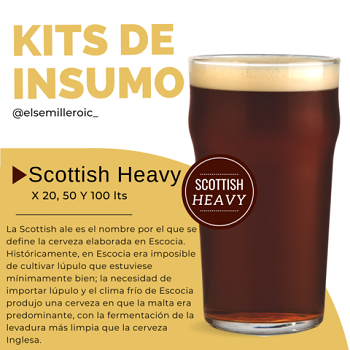 KITS DE
INSUMO
@elsemilleroic_
Scottish Heavy
X 20, 50 Y 100 lts
SCOTTISH
HEAVY
La Scottish ale es el nombre por el que se
define la cerveza elaborada en Escocia.
Históricamente, en Escocia era imposible
de cultivar lúpulo que estuviese
mínimamente bien; la necesidad de
importar lúpulo y el clima frío de Escocia
produjo una cerveza en que la malta era
predominante, con la fermentación de la
levadura más limpia que la cerveza
Inglesa.